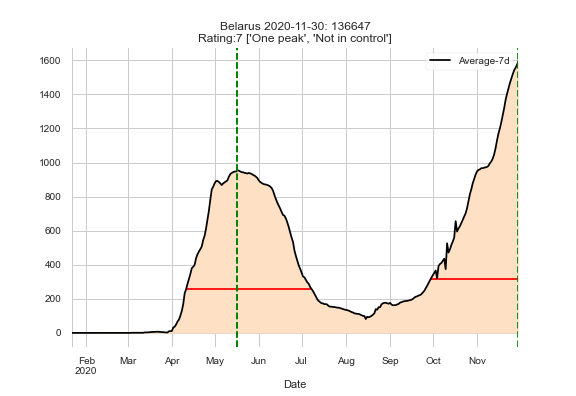 Belarus 2020-11-30: 136647
Rating:7 ['One peak', 'Not in control']
Average-7d
1600
1400
1200
1000
800
600
400
200
0
Feb Mar Apr May Jun Jul Aug Sep Oct Nov
2020
Date